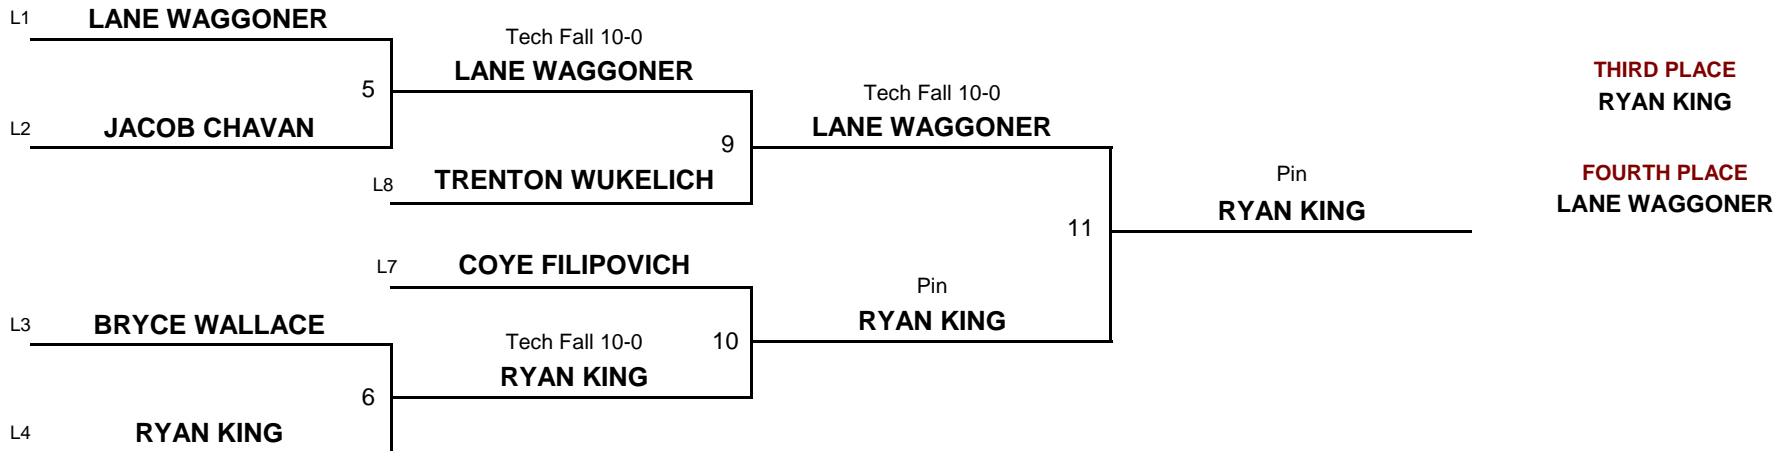 L1 LANE WAGGONER
Tech Fall 10-0
LANE WAGGONER
5
L2 JACOB CHAVAN
Tech Fall 10-0
LANE WAGGONER
9
L8 TRENTON WUKELICH
THIRD PLACE
RYAN KING
FOURTH PLACE
LANE WAGGONER
Pin
RYAN KING
11
L7 COYE FILIPOVICH
Pin
RYAN KING
L3 BRYCE WALLACE
Tech Fall 10-0
10
RYAN KING
6
L4 RYAN KING